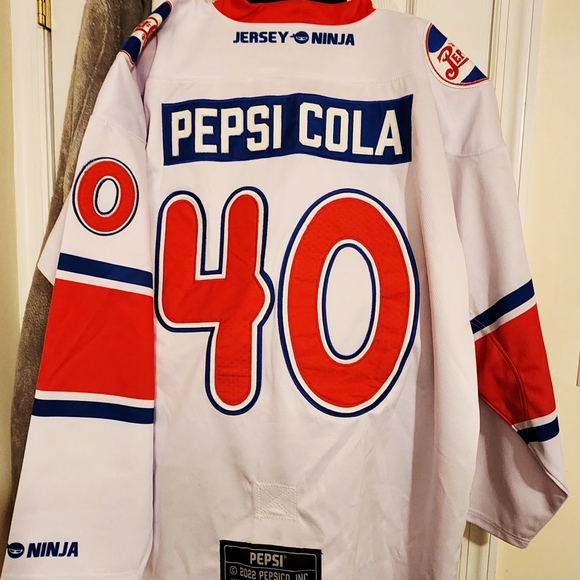 JERSEY NINJA
PEPSI COLA
40
0
NINJA
PEPSI®
© 2022 PEPSICO, INC.